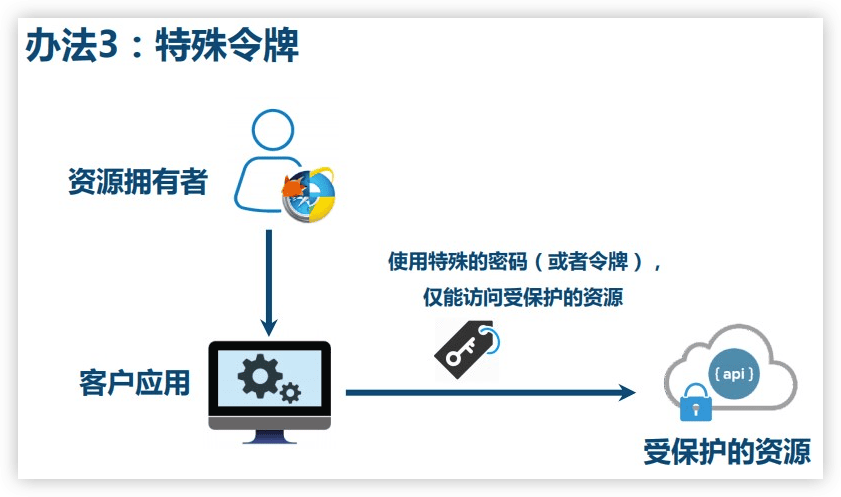 办法3：特殊令牌
资源拥有者
使用特殊的密码（或者令牌），
仅能访问受保护的资源
客户应用
{ api }
受保护的资源